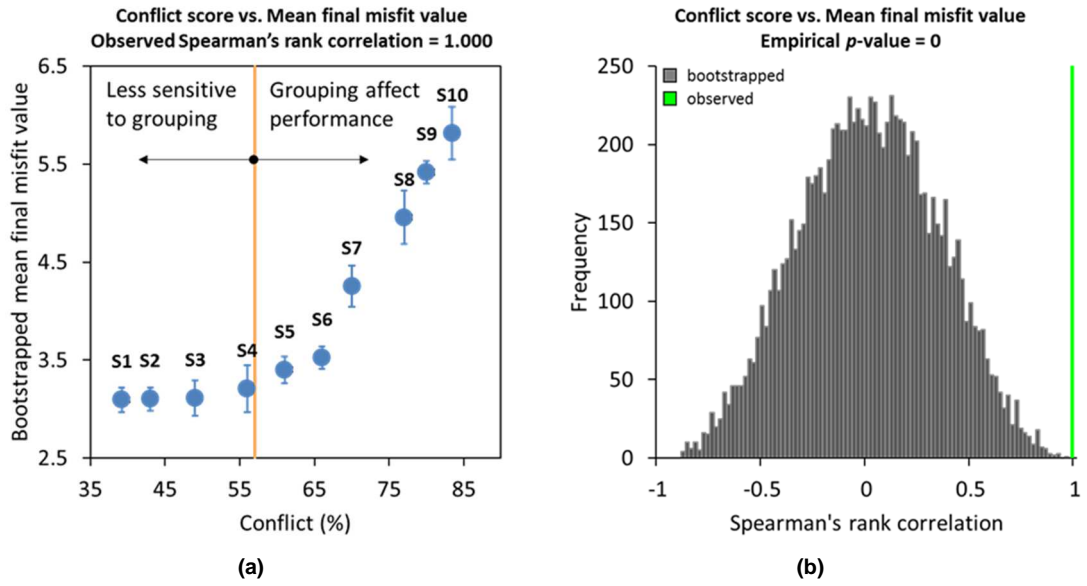 Conflict score vs. Mean final misfit value
Observed Spearman's rank correlation = 1.000
Bootstrapped mean final misfit value
6.5
5.5
4.5
3.5
2.5
Less sensitive
to grouping
Grouping affect
performance
S1
S2
S3
S4
S5
S6
S7
S8
S9
S10
35
45
55
65
75
85
Conflict (%)
(a)
Conflict score vs. Mean final misfit value
Empirical p-value = 0
Frequency
250
200
150
100
50
0
bootstrapped
observed
-1
-0.5
0
0.5
1
Spearman's rank correlation
(b)